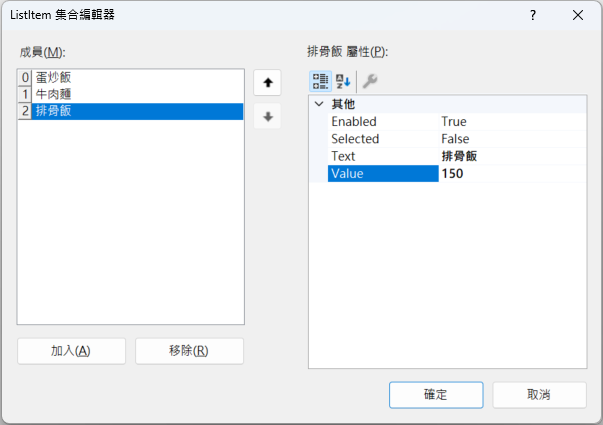 ListItem 集合編輯器
?
成員(M):
0 蛋炒飯
1 牛肉麵
2 排骨飯
加入(A)
移除(R)
排骨飯 屬性(P):
其他
Enabled True
Selected False
Text 排骨飯
Value 150
確定
取消